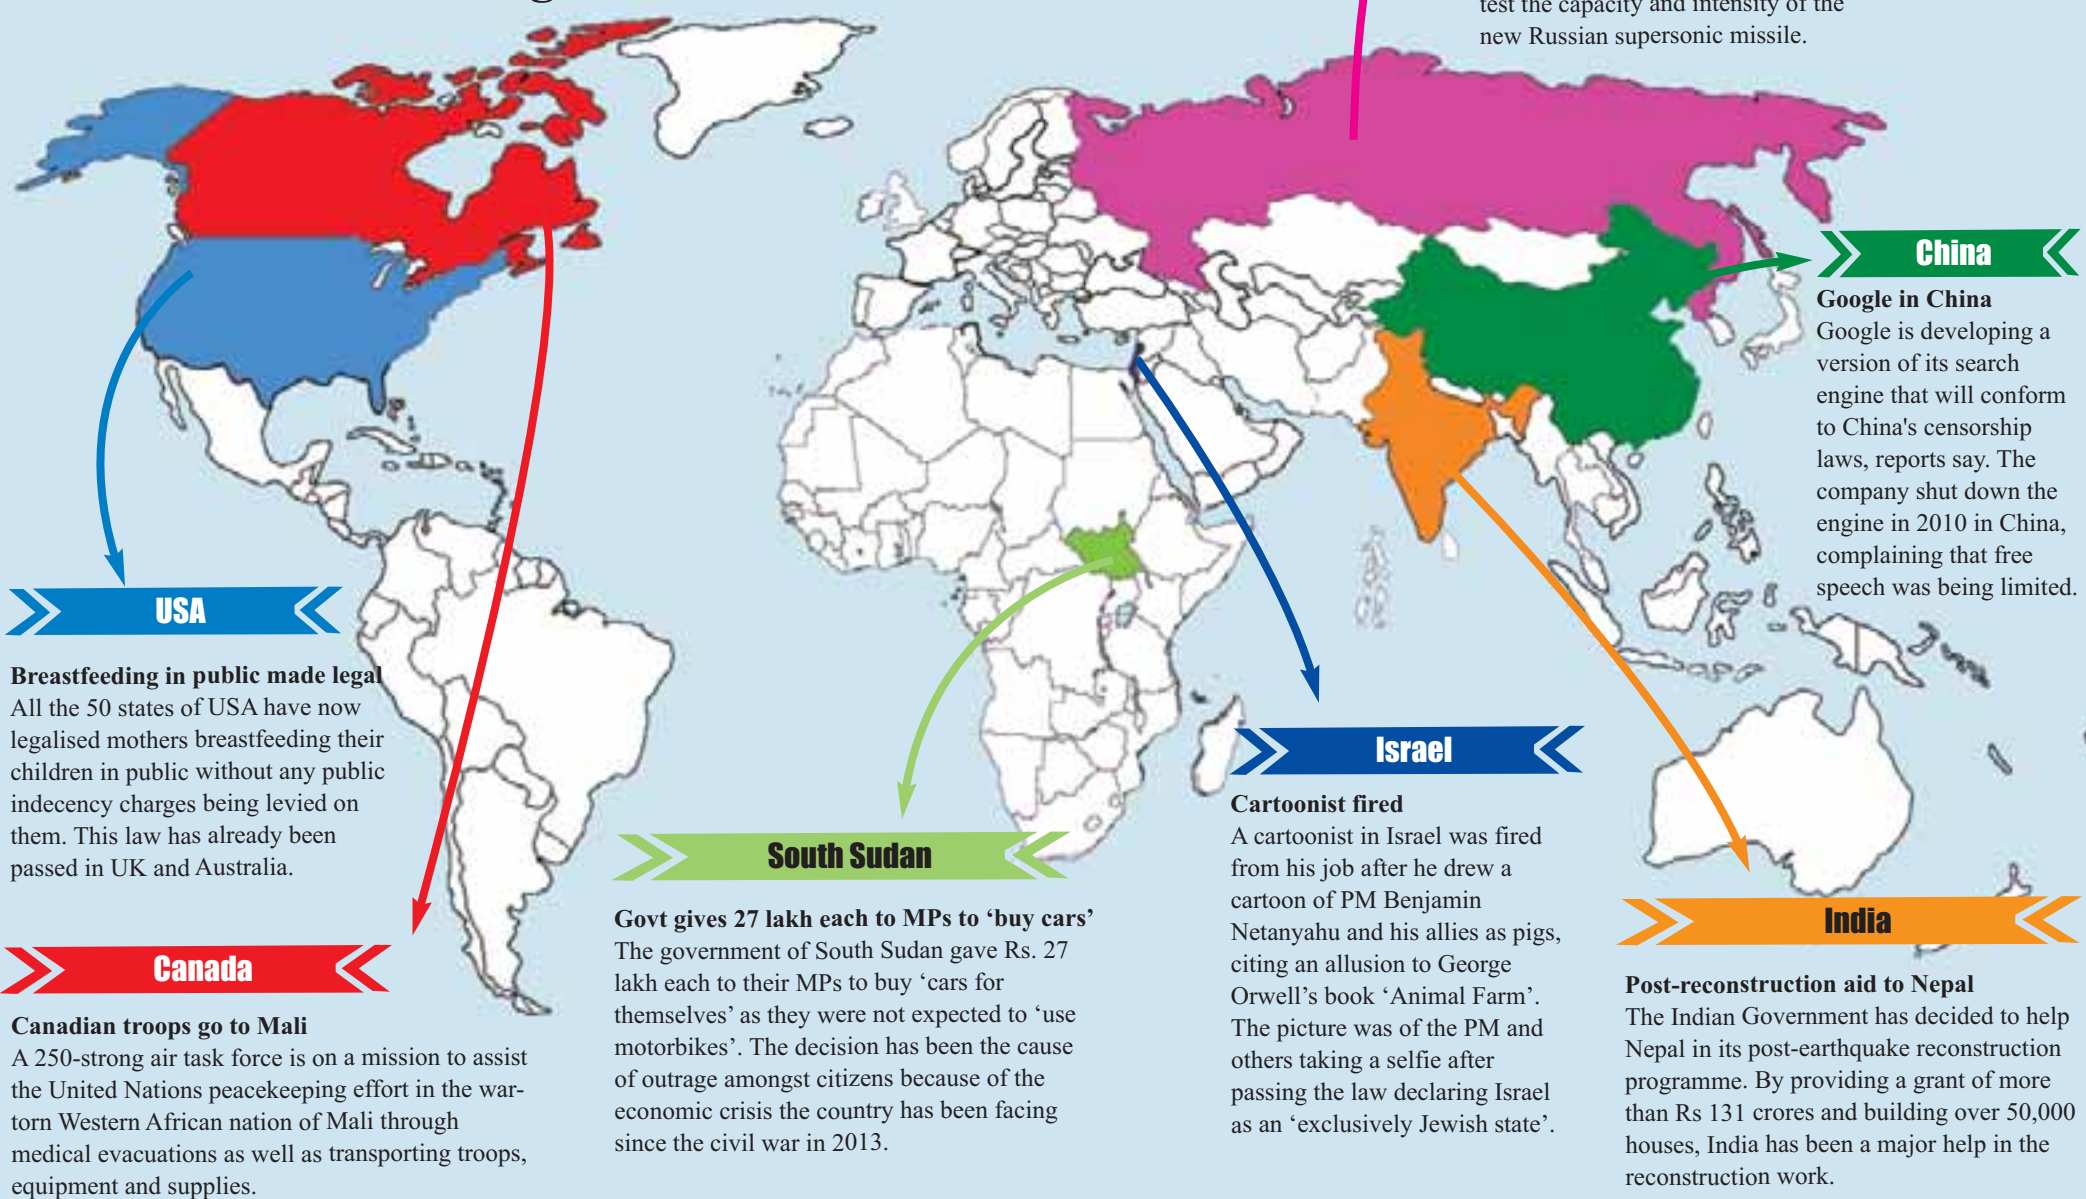 test the capacity and intensity of the
new Russian supersonic missile.
China
Google in China
Google is developing a
version of its search
engine that will conform
to China's censorship
laws, reports say. The
company shut down the
engine in 2010 in China,
complaining that free
speech was being limited.
USA
Breastfeeding in public made legal
All the 50 states of USA have now
legalised mothers breastfeeding their
children in public without any public
indecency charges being levied on
them. This law has already been
passed in UK and Australia.
Canada
Canadian troops go to Mali
A 250-strong air task force is on a mission to assist
the United Nations peacekeeping effort in the war-
torn Western African nation of Mali through
medical evacuations as well as transporting troops,
equipment and supplies.
South Sudan
Govt gives 27 lakh each to MPs to ‘buy cars’
The government of South Sudan gave Rs. 27
lakh each to their MPs to buy ‘cars for
themselves’ as they were not expected to ‘use
motorbikes’. The decision has been the cause
of outrage amongst citizens because of the
economic crisis the country has been facing
since the civil war in 2013.
Israel
Cartoonist fired
A cartoonist in Israel was fired
from his job after he drew a
cartoon of PM Benjamin
Netanyahu and his allies as pigs,
citing an allusion to George
Orwell’s book ‘Animal Farm’.
The picture was of the PM and
others taking a selfie after
passing the law declaring Israel
as an ‘exclusively Jewish state’.
India
Post-reconstruction aid to Nepal
The Indian Government has decided to help
Nepal in its post-earthquake reconstruction
programme. By providing a grant of more
than Rs 131 crores and building over 50,000
houses, India has been a major help in the
reconstruction work.